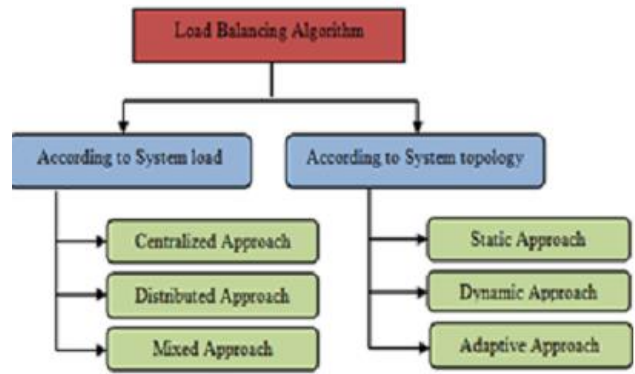 Load Balancing Algorithm
According to System load
According to System topology
Centralized Approach
Distributed Approach
Mixed Approach
Static Approach
Dynamic Approach
Adaptive Approach